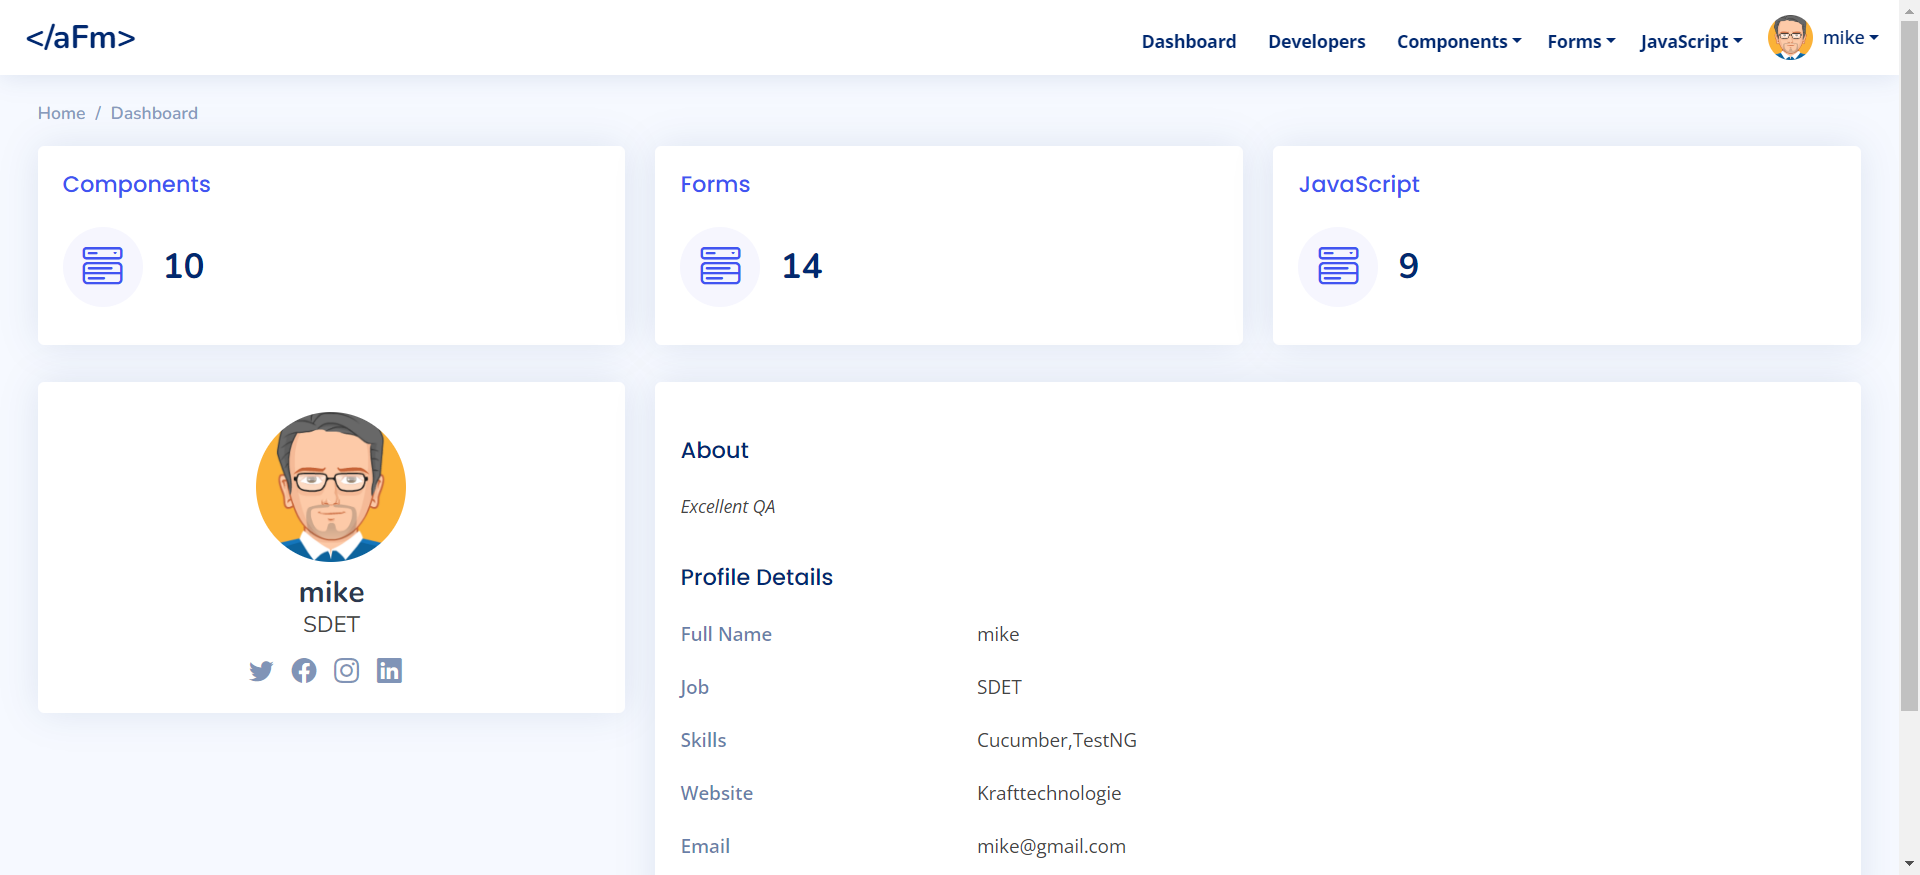 </aFm>
Dashboard Developers Components Forms JavaScript mike
Home / Dashboard
Components
10
Forms
14
JavaScript
9
mike
SDET
About
Excellent QA
Profile Details
Full Name mike
Job SDET
Skills Cucumber,TestNG
Website Krafttechnologie
Email mike@gmail.com